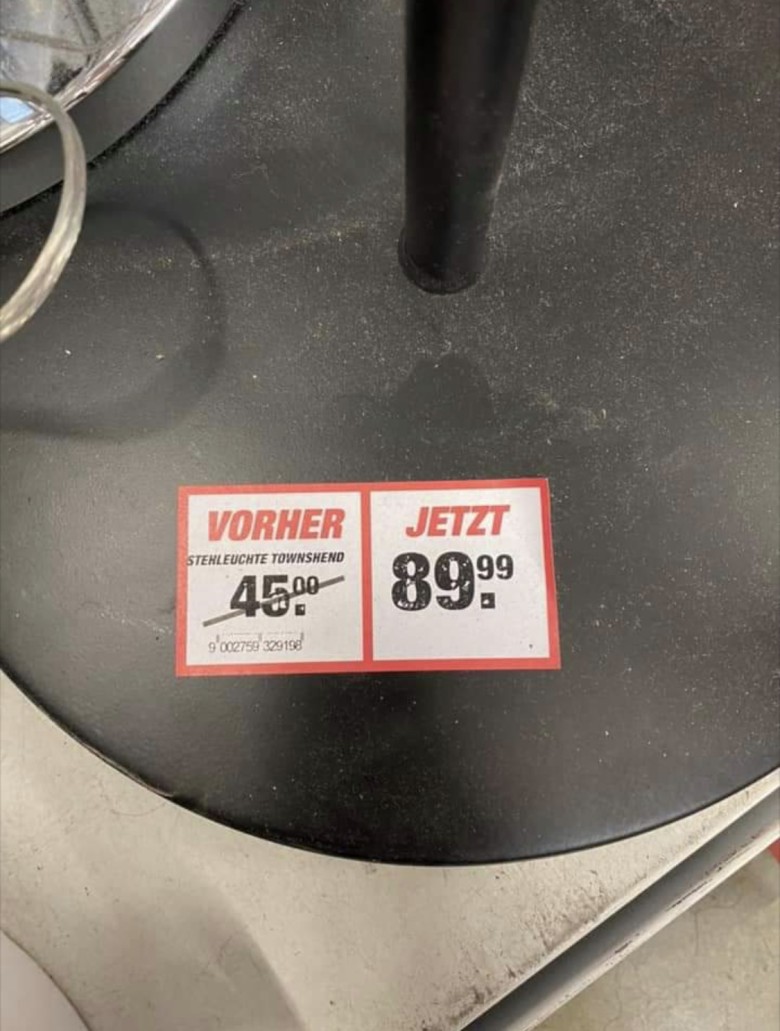 VORHER
STEHLEUCHTE TOWNSHEND
45.00
9 002759 329198
JETZT
89.99